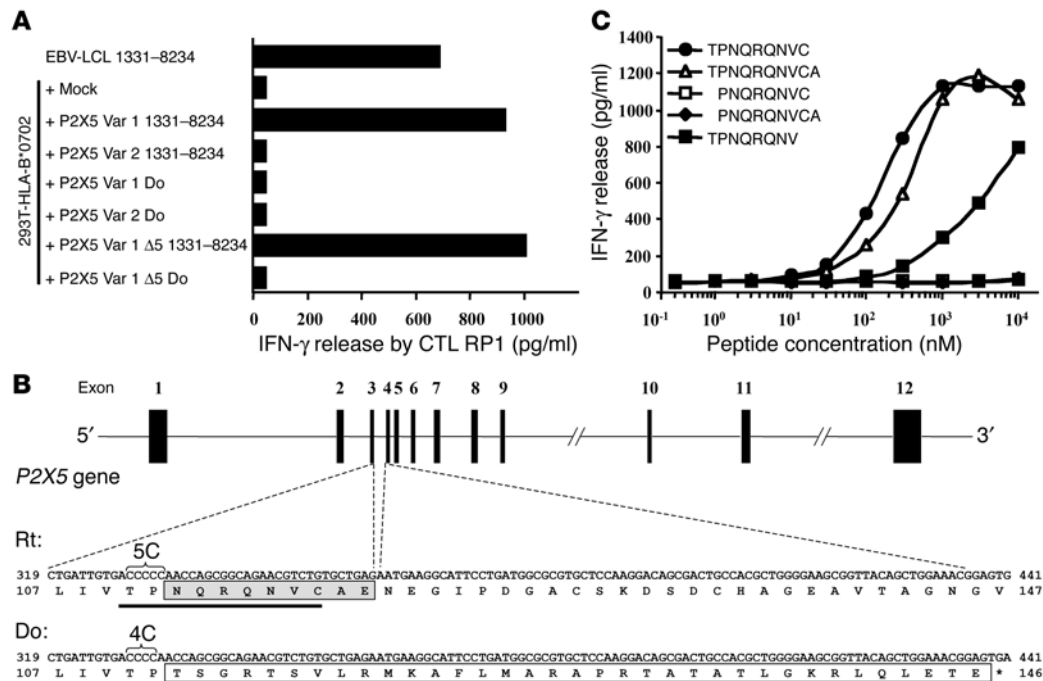 A
EBV-LCL 1331–8234
293T-HLA-B*0702
+ Mock
+ P2X5 Var 1 1331–8234
+ P2X5 Var 2 1331–8234
+ P2X5 Var 1 Do
+ P2X5 Var 2 Do
+ P2X5 Var 1 Δ5 1331–8234
+ P2X5 Var 1 Δ5 Do
0 200 400 600 800 1000
IFN-γ release by CTL RP1 (pg/ml)
C
IFN-γ release (pg/ml)
1400
1200
1000
800
600
400
200
0
TPNQRQNVC
TPNQRQNVCA
PNQRQNVC
PNQRQNVCA
TPNQRQNV
10-1 10⁰ 10¹ 10² 10³ 10⁴
Peptide concentration (nM)
B
Exon 1 2 3 4 5 6 7 8 9 10 11 12
5′ // // 3′
P2X5 gene
Rt:
5C
319 CTGATTGTGACCCCCAACCAGCGGCAGAACGTCTGTGCTGAGAATGAAGGCATTCCTGATGGCGCGTGCTCCAAGGACAGCGACTGCCACGCTGGGGAAGCGGTTACAGCTGGAAACGGAGTG 441
107 L I V T P N Q R Q N V C A E N E G I P D G A C S K D S D C H A G E A V T A G N G V 147
Do:
4C
319 CTGATTGTGACCCCAACCAGCGGCAGAACGTCTGTGCTGAGAATGAAGGCATTCCTGATGGCGCGTGCTCCAAGGACAGCGACTGCCACGCTGGGGAAGCGGTTACAGCTGGAAACGGAGTGA 441
107 L I V T P T S G R T S V L R M K A F L M A R A P R T A T A T L G K R L Q L E T E * 146